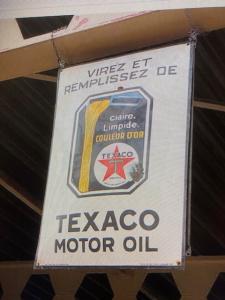 VIREZ ET
REMPLISSEZ DE
Claire,
Limpide,
COULEUR D'OR
TEXACO
TEXACO
MOTOR OIL